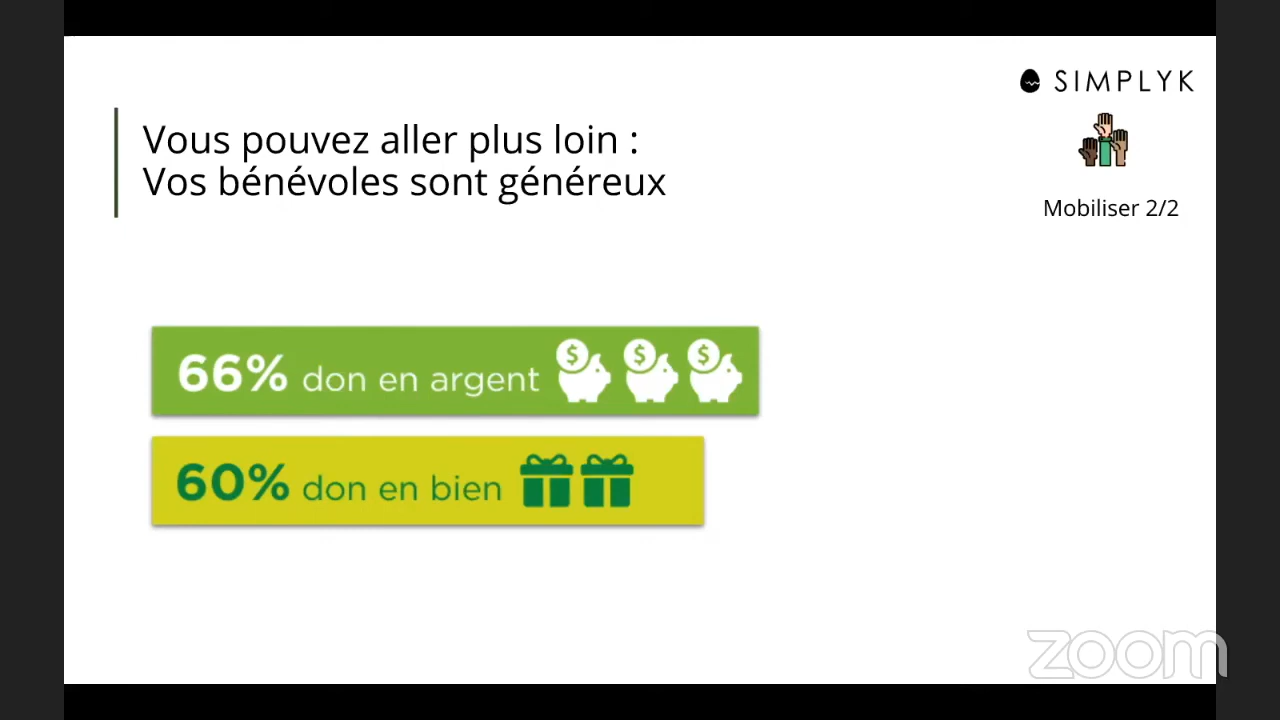 SIMPLYK
Vous pouvez aller plus loin :
Vos bénévoles sont généreux
Mobiliser 2/2
66% don en argent
60% don en bien
zoom